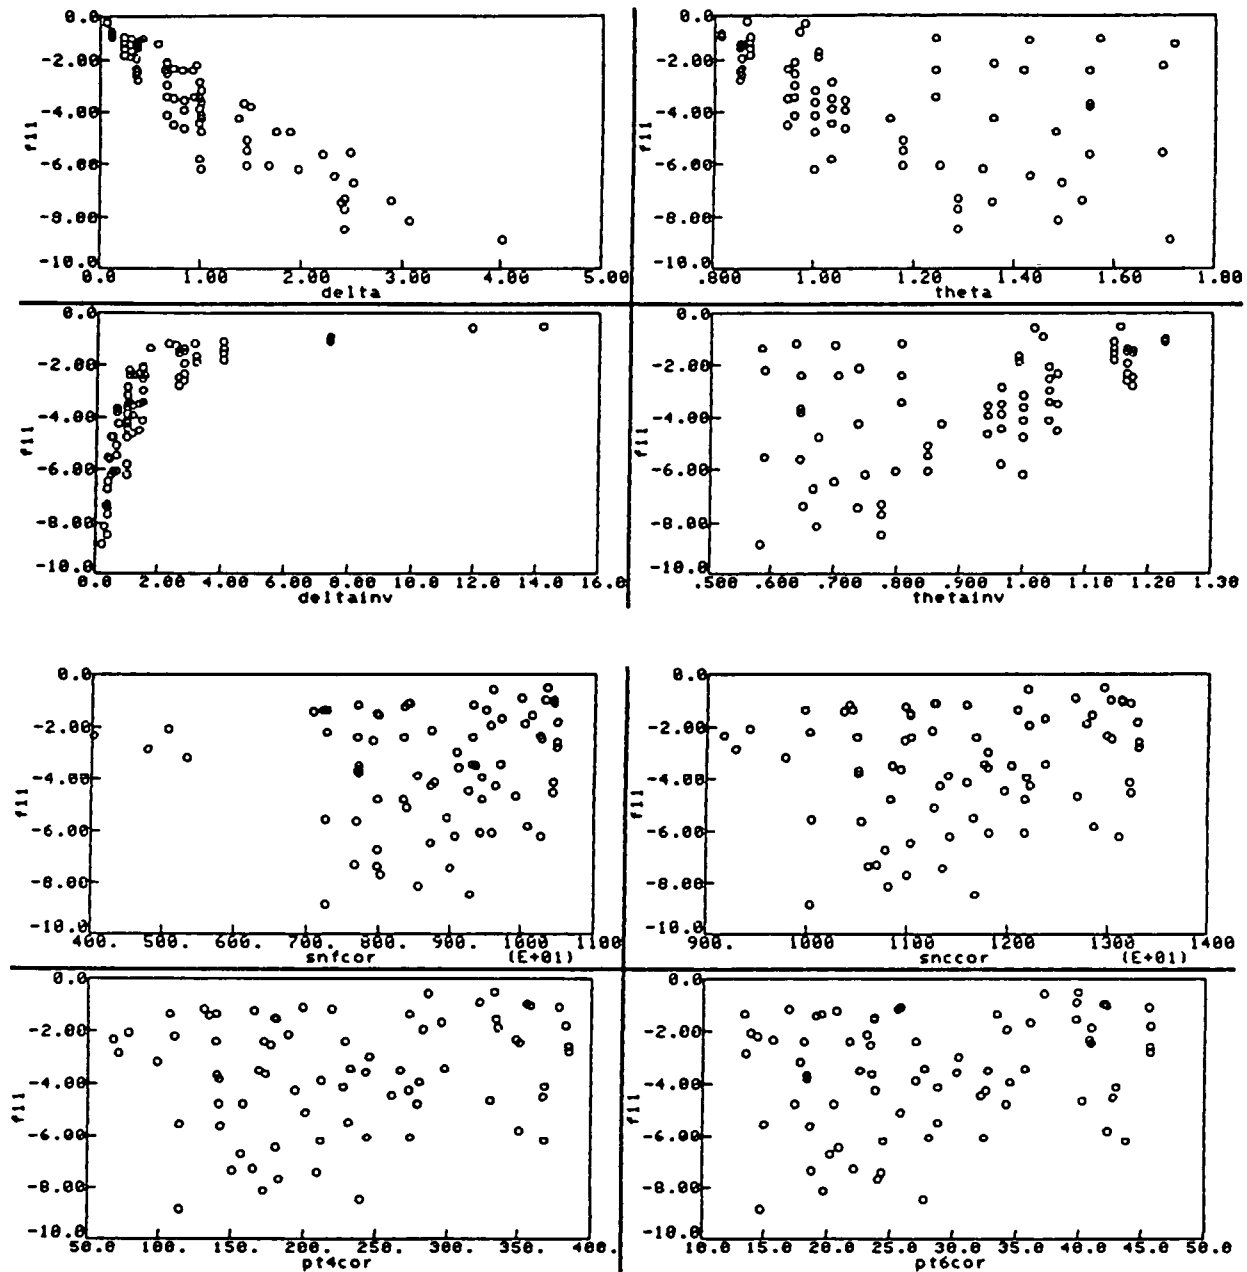 0.0 0.0
-2.00 -2.00
-4.00 -4.00
f11 f11
-6.00 -6.00
-8.00 -8.00
-10.0 -10.0
0.0 1.00 2.00 3.00 4.00 5.00 .800 1.00 1.20 1.40 1.60 1.80
delta theta
0.0 0.0
-2.00 -2.00
-4.00 -4.00
f11 f11
-6.00 -6.00
-8.00 -8.00
-10.0 -10.0
0.0 2.00 4.00 6.00 8.00 10.0 12.0 14.0 16.0 .500 .600 .700 .800 .900 1.00 1.10 1.20 1.30
deltainv thetainv
0.0 0.0
-2.00 -2.00
-4.00 -4.00
f11 f11
-6.00 -6.00
-8.00 -8.00
-10.0 -10.0
400. 500. 600. 700. 800. 900. 1000 1100 900. 1000 1100 1200 1300 1400
snfcor (E+01) snccor (E+01)
0.0 0.0
-2.00 -2.00
-4.00 -4.00
f11 f11
-6.00 -6.00
-8.00 -8.00
-10.0 -10.0
50.0 100. 150. 200. 250. 300. 350. 400. 10.0 15.0 20.0 25.0 30.0 35.0 40.0 45.0 50.0
pt4cor pt6cor